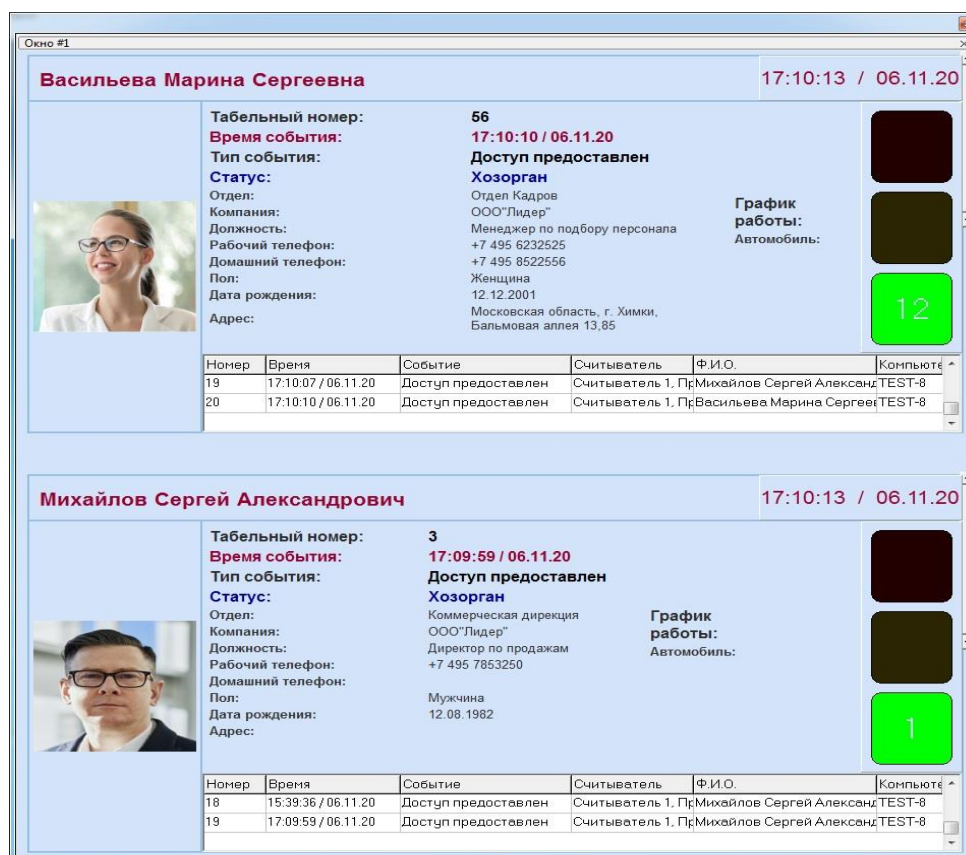 Окно #1
Васильева Марина Сергеевна 17:10:13 / 06.11.20
Табельный номер: 56
Время события: 17:10:10 / 06.11.20
Тип события: Доступ предоставлен
Статус: Хозорган
Отдел: Отдел Кадров
Компания: ООО"Лидер"
Должность: Менеджер по подбору персонала
Рабочий телефон: +7 495 6232525
Домашний телефон: +7 495 8522556
Пол: Женщина
Дата рождения: 12.12.2001
Адрес: Московская область, г. Химки,
Бальмовая аллея 13,85
График
работы:
Автомобиль:
12
Номер Время Событие Считыватель Ф.И.О. Компьюте
19 17:10:07 / 06.11.20 Доступ предоставлен Считыватель 1, Пр Михайлов Сергей Александ TEST-8
20 17:10:10 / 06.11.20 Доступ предоставлен Считыватель 1, Пр Васильева Марина Сергее TEST-8
Михайлов Сергей Александрович 17:10:13 / 06.11.20
Табельный номер: 3
Время события: 17:09:59 / 06.11.20
Тип события: Доступ предоставлен
Статус: Хозорган
Отдел: Коммерческая дирекция
Компания: ООО"Лидер"
Должность: Директор по продажам
Рабочий телефон: +7 495 7853250
Домашний телефон:
Пол: Мужчина
Дата рождения: 12.08.1982
Адрес:
График
работы:
Автомобиль:
1
Номер Время Событие Считыватель Ф.И.О. Компьюте
18 15:39:36 / 06.11.20 Доступ предоставлен Считыватель 1, Пр Михайлов Сергей Александ TEST-8
19 17:09:59 / 06.11.20 Доступ предоставлен Считыватель 1, Пр Михайлов Сергей Александ TEST-8